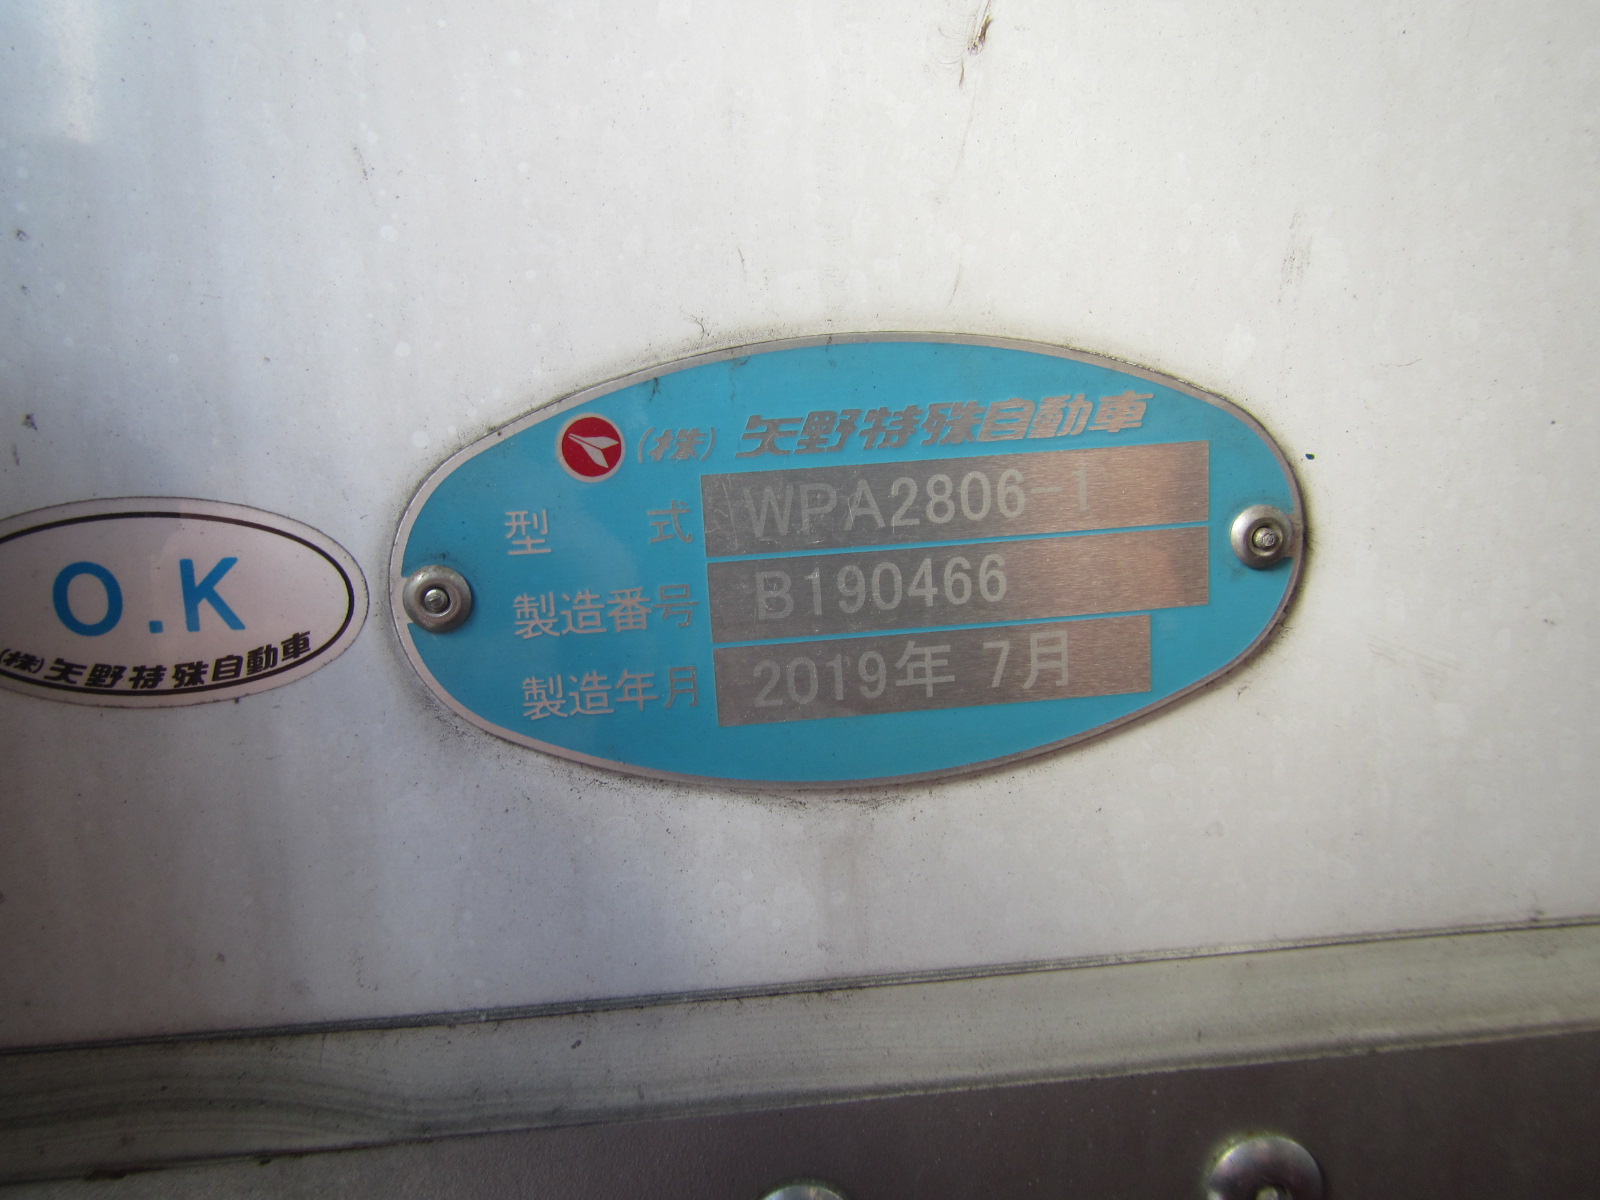 (株) 矢野特殊自動車
型 式 WPA2806-1
製造番号 B190466
製造年月 2019年 7月
O.K
(株)矢野特殊自動車